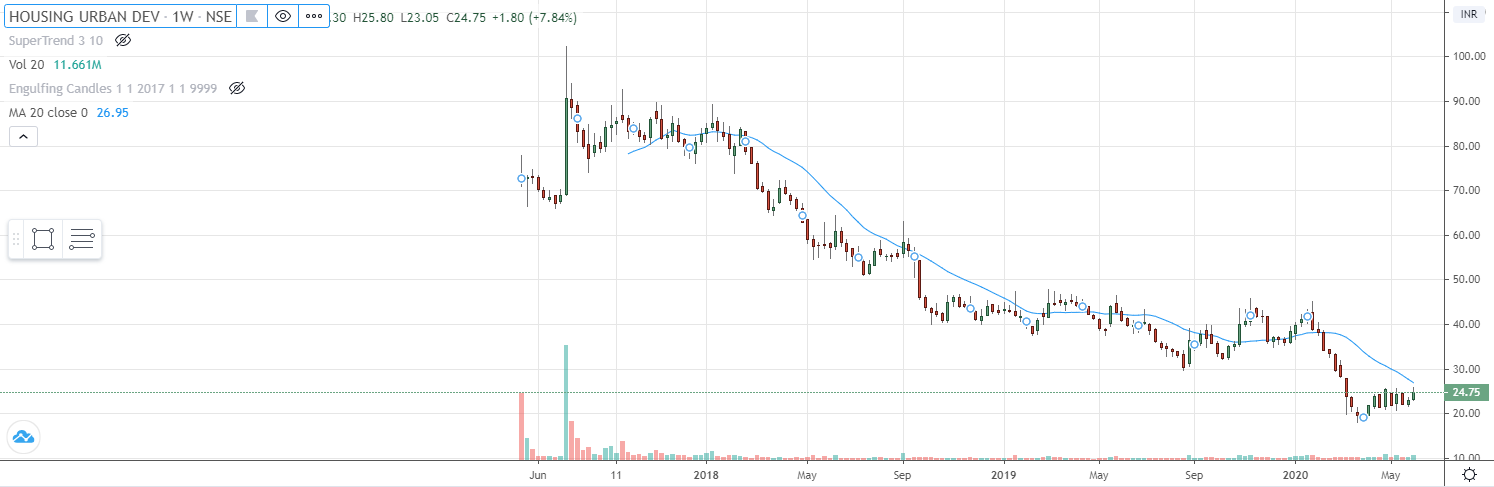 HOUSING URBAN DEV · 1W · NSE .30 H25.80 L23.05 C24.75 +1.80 (+7.84%)
INR
SuperTrend 3 10
Vol 20 11.661M
Engulfing Candles 1 1 2017 1 1 9999
MA 20 close 0 26.95
100.00
90.00
80.00
70.00
60.00
50.00
40.00
30.00
24.75
20.00
10.00
Jun 11 2018 May Sep 2019 May Sep 2020 May